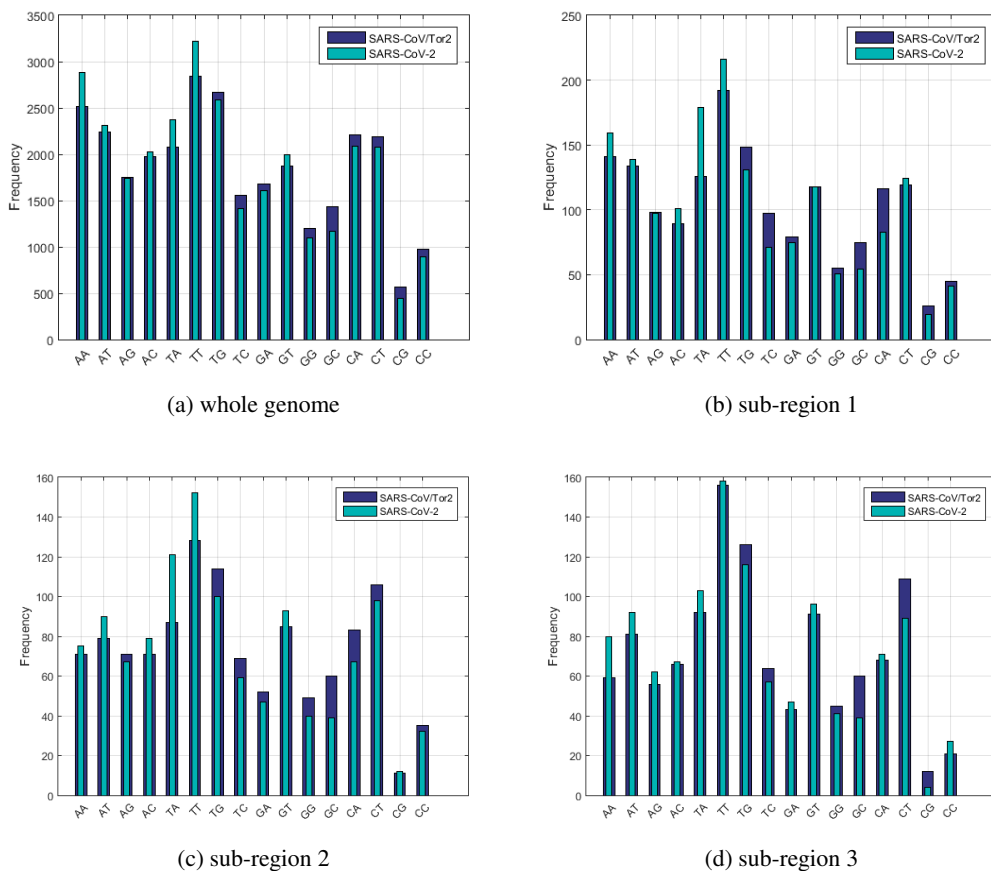 3500
3000
2500
2000
1500
1000
500
0
Frequency
SARS-CoV/Tor2
SARS-CoV-2
AA AT AG AC TA TT TG TC GA GT GG GC CA CT CG CC
(a) whole genome
250
200
150
100
50
0
Frequency
SARS-CoV/Tor2
SARS-CoV-2
AA AT AG AC TA TT TG TC GA GT GG GC CA CT CG CC
(b) sub-region 1
160
140
120
100
80
60
40
20
0
Frequency
SARS-CoV/Tor2
SARS-CoV-2
AA AT AG AC TA TT TG TC GA GT GG GC CA CT CG CC
(c) sub-region 2
160
140
120
100
80
60
40
20
0
Frequency
SARS-CoV/Tor2
SARS-CoV-2
AA AT AG AC TA TT TG TC GA GT GG GC CA CT CG CC
(d) sub-region 3